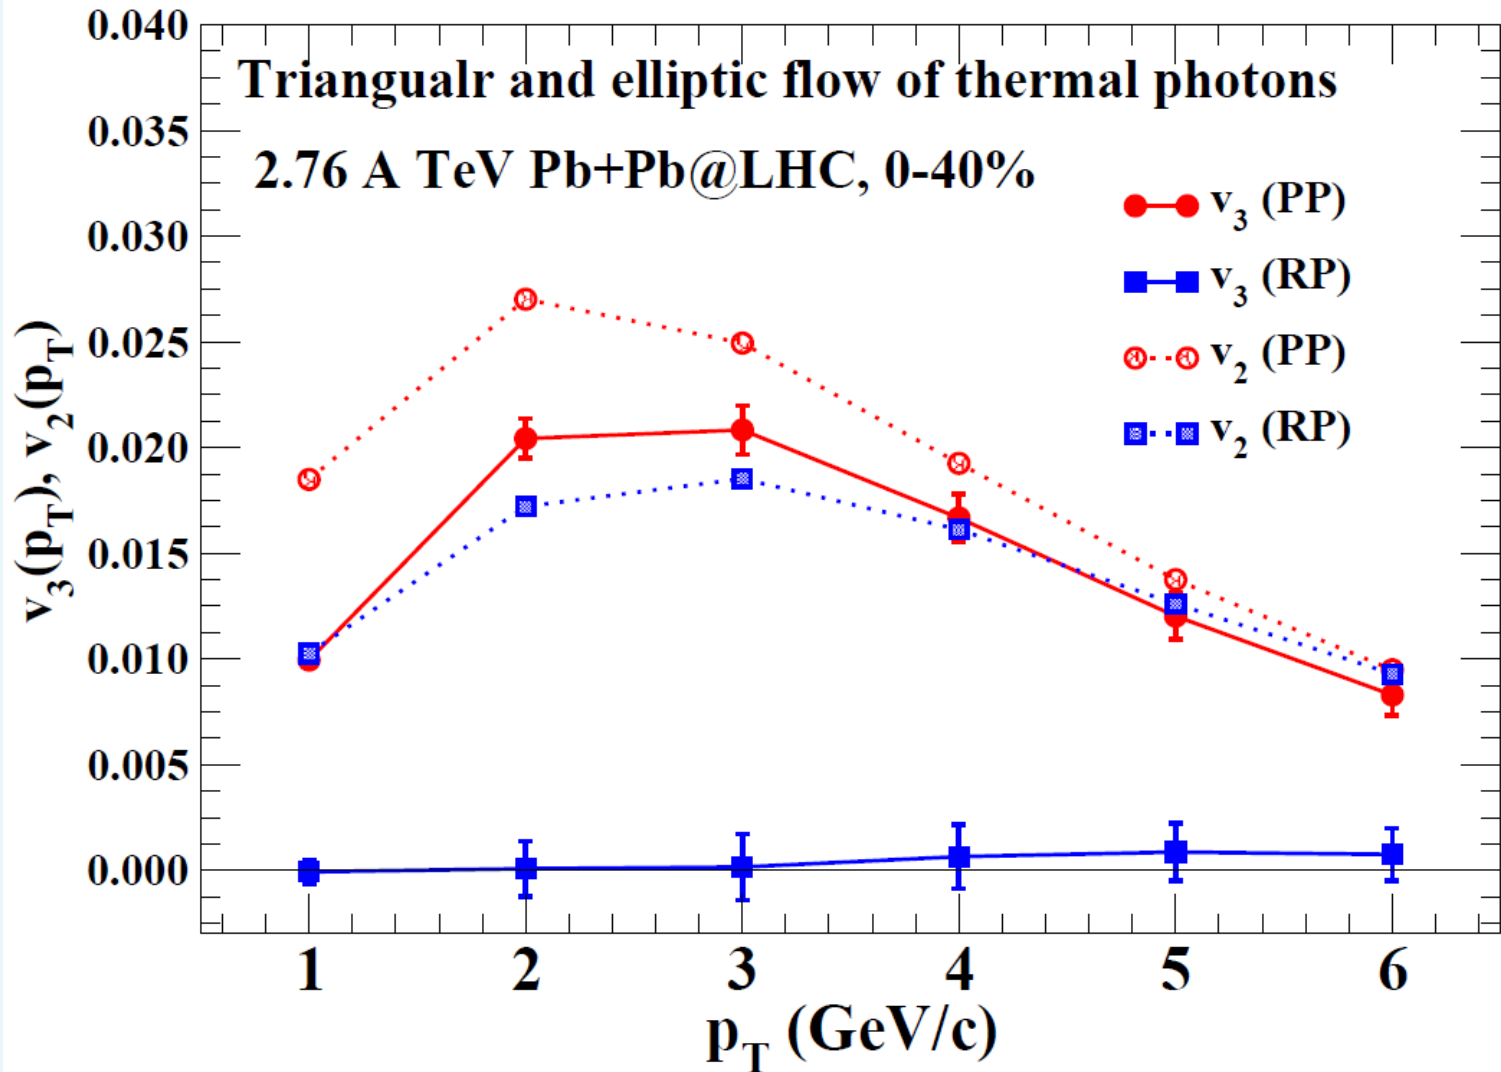 0.040
0.035
0.030
0.025
0.020
0.015
0.010
0.005
0.000
v3(pT), v2(pT)
Triangualr and elliptic flow of thermal photons
2.76 A TeV Pb+Pb@LHC, 0-40%
v3 (PP)
v3 (RP)
v2 (PP)
v2 (RP)
1 2 3 4 5 6
pT (GeV/c)